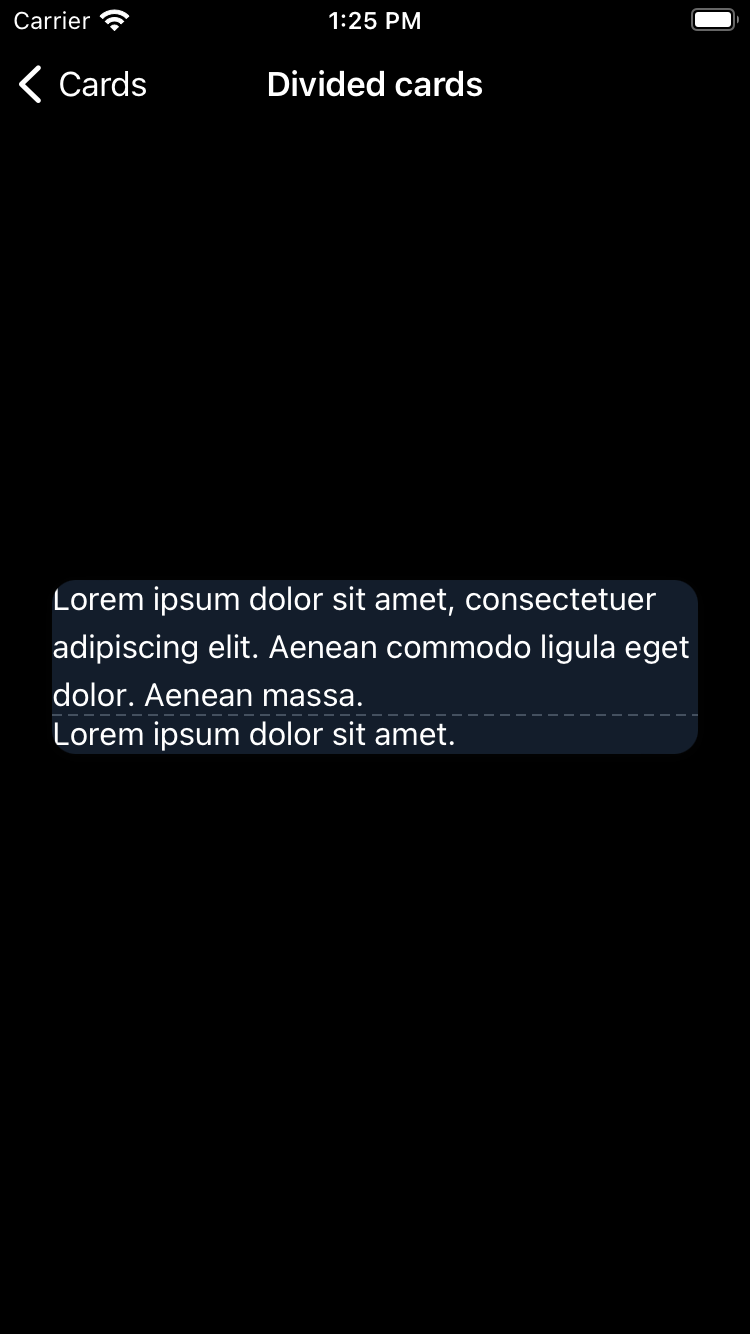 Carrier 1:25 PM
Cards Divided cards
Lorem ipsum dolor sit amet, consectetuer
adipiscing elit. Aenean commodo ligula eget
dolor. Aenean massa.
Lorem ipsum dolor sit amet.